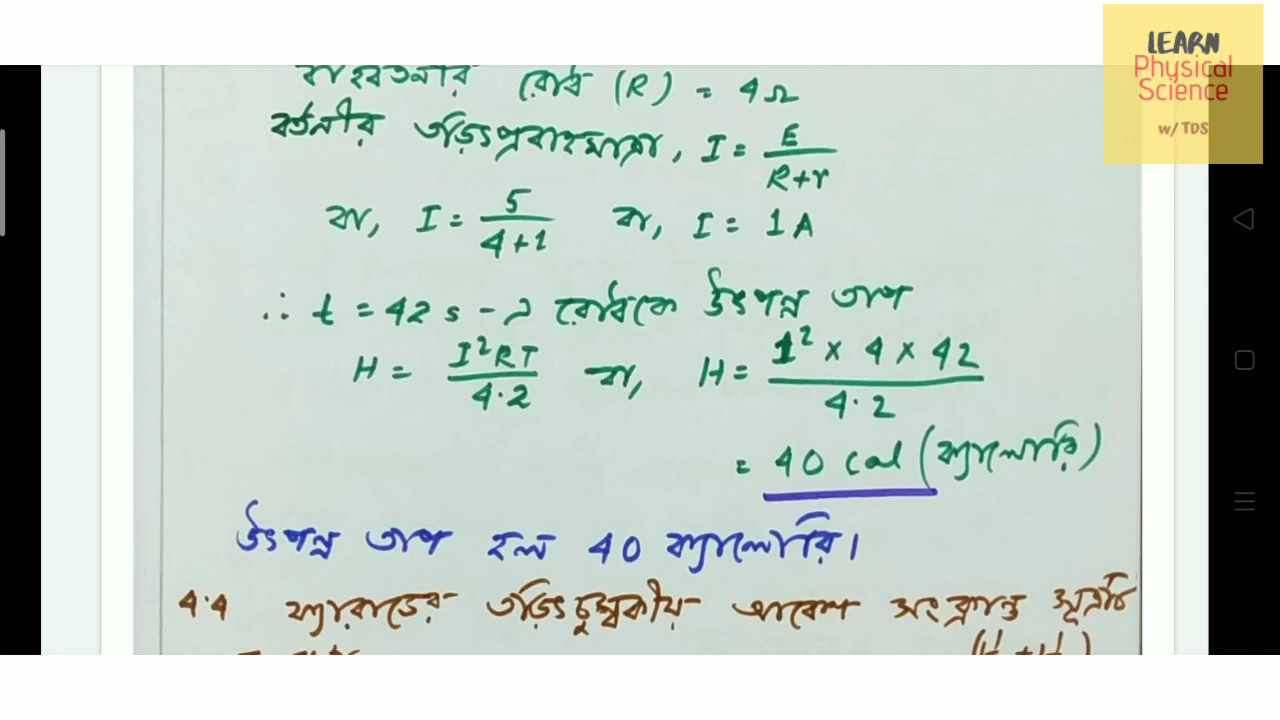 LEARN
Physical
Science
w/ TDS
রোধ (R) = 4Ω
বর্তনীর তড়িৎপ্রবাহমাত্রা, I = E / R+r
বা, I = 5 / 4+1 বা, I = 1A
∴ t = 42 s - এ রোধকে উৎপন্ন তাপ
H = I²RT / 4.2 বা, H = 1² × 4 × 42 / 4.2
= 40 Cal (ক্যালোরি)
উৎপন্ন তাপ হল 40 ক্যালোরি।
4.4 ফ্যারাডের তড়িৎচুম্বকীয় আবেশ সংক্রান্ত সূত্রটি